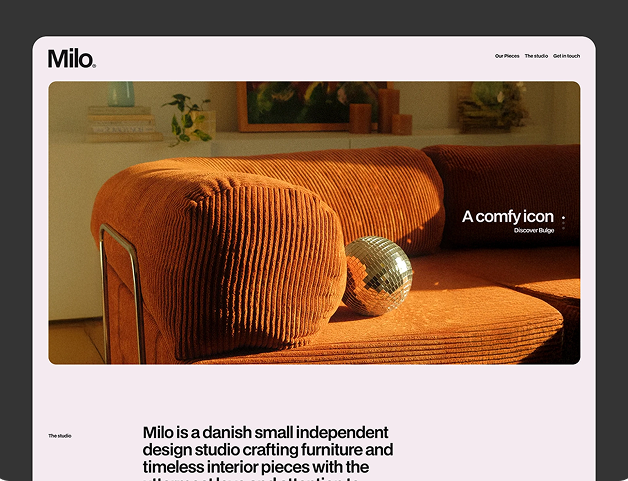 Milo®
Our Pieces The studio Get in touch
A comfy icon
Discover Bulge
The studio
Milo is a danish small independent
design studio crafting furniture and
timeless interior pieces with the